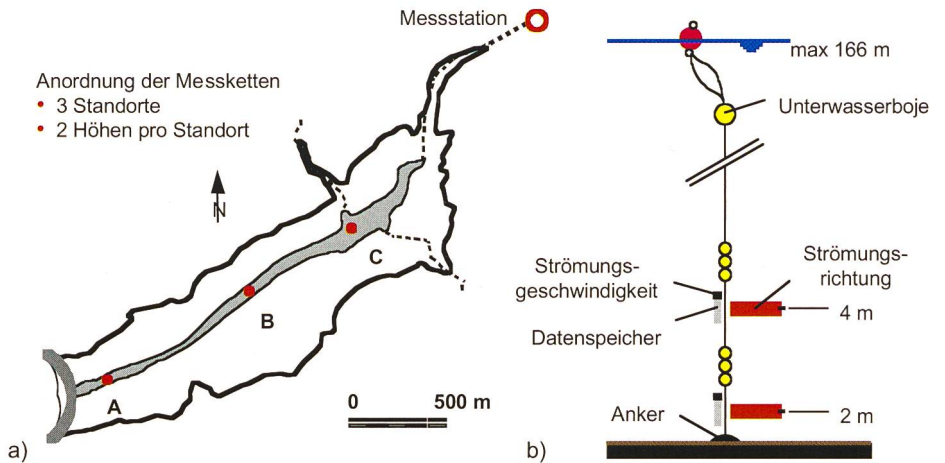 Messstation
Anordnung der Messketten
3 Standorte
2 Höhen pro Standort
N
C
B
A
0 500 m
a)
max 166 m
Unterwasserboje
Strömungs-
geschwindigkeit
Strömungs-
richtung
Datenspeicher
4 m
Anker
2 m
b)